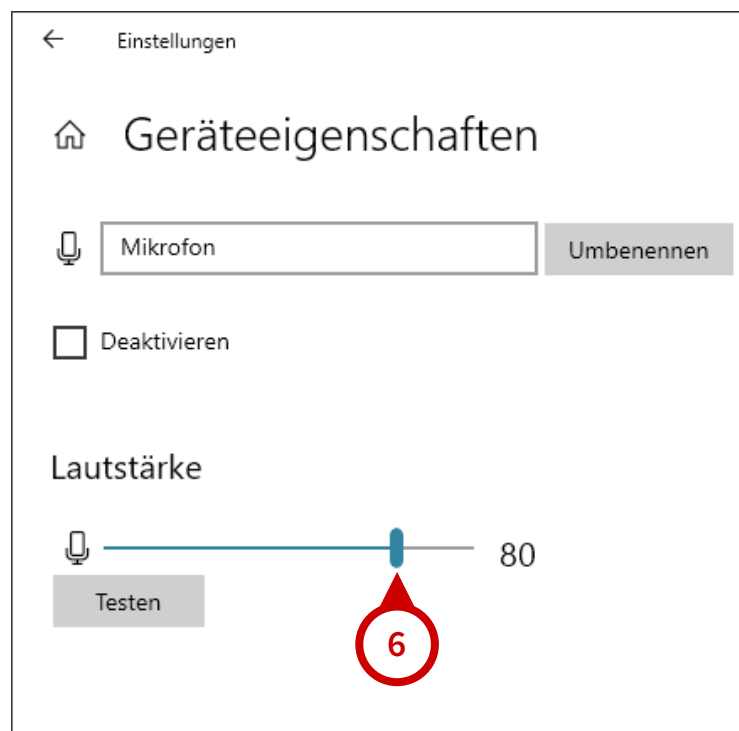 Einstellungen
Geräteeigenschaften
Mikrofon
Umbenennen
Deaktivieren
Lautstärke
80
Testen
6